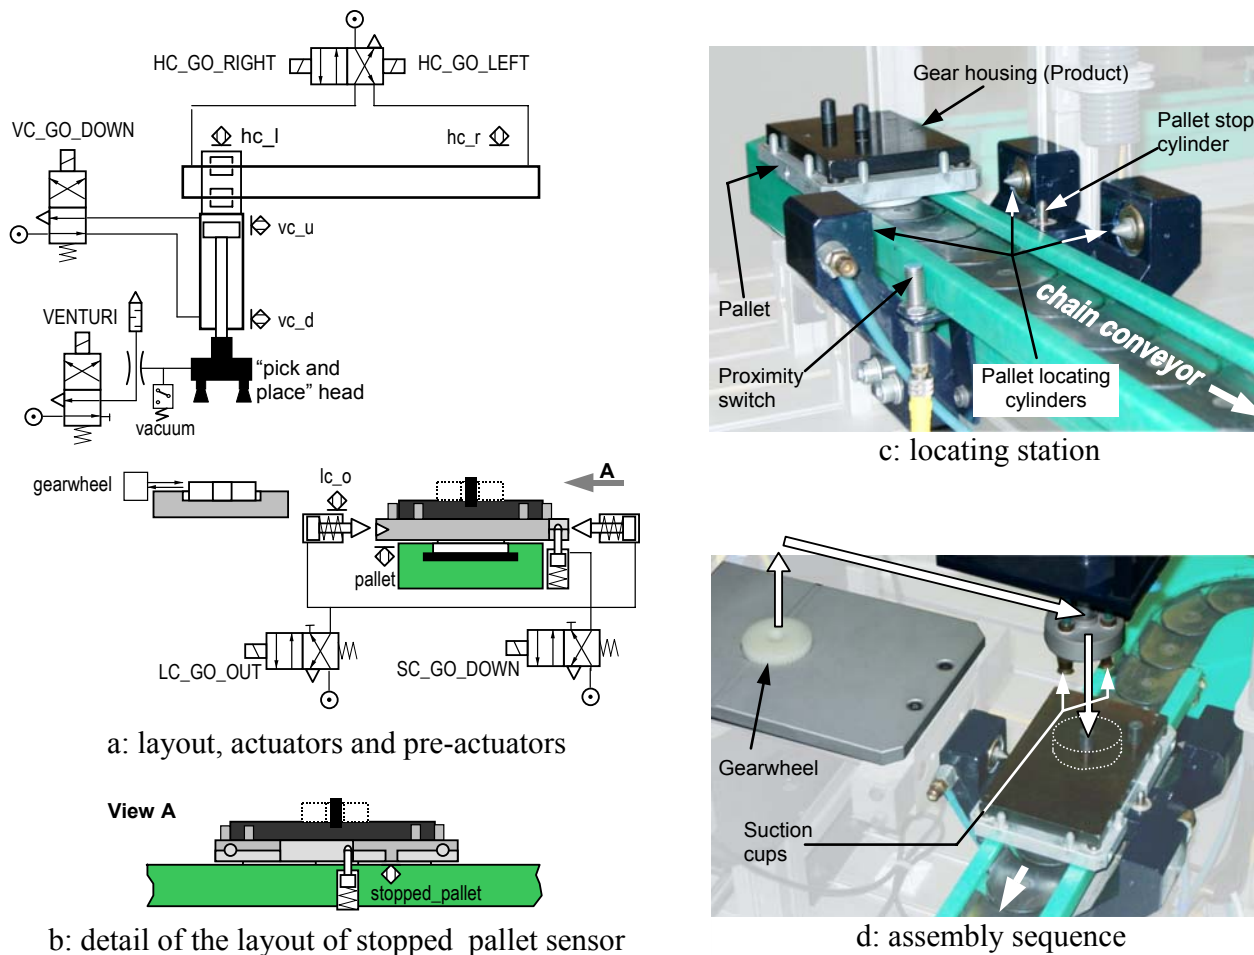 HC_GO_RIGHT
HC_GO_LEFT
VC_GO_DOWN
hc_l
hc_r
vc_u
vc_d
VENTURI
"pick and
place" head
vacuum
gearwheel
lc_o
A
pallet
LC_GO_OUT
SC_GO_DOWN
a: layout, actuators and pre-actuators
View A
stopped_pallet
b: detail of the layout of stopped_pallet sensor
Gear housing (Product)
Pallet stop
cylinder
Pallet
Proximity
switch
Pallet locating
cylinders
chain conveyor
c: locating station
Gearwheel
Suction
cups
d: assembly sequence